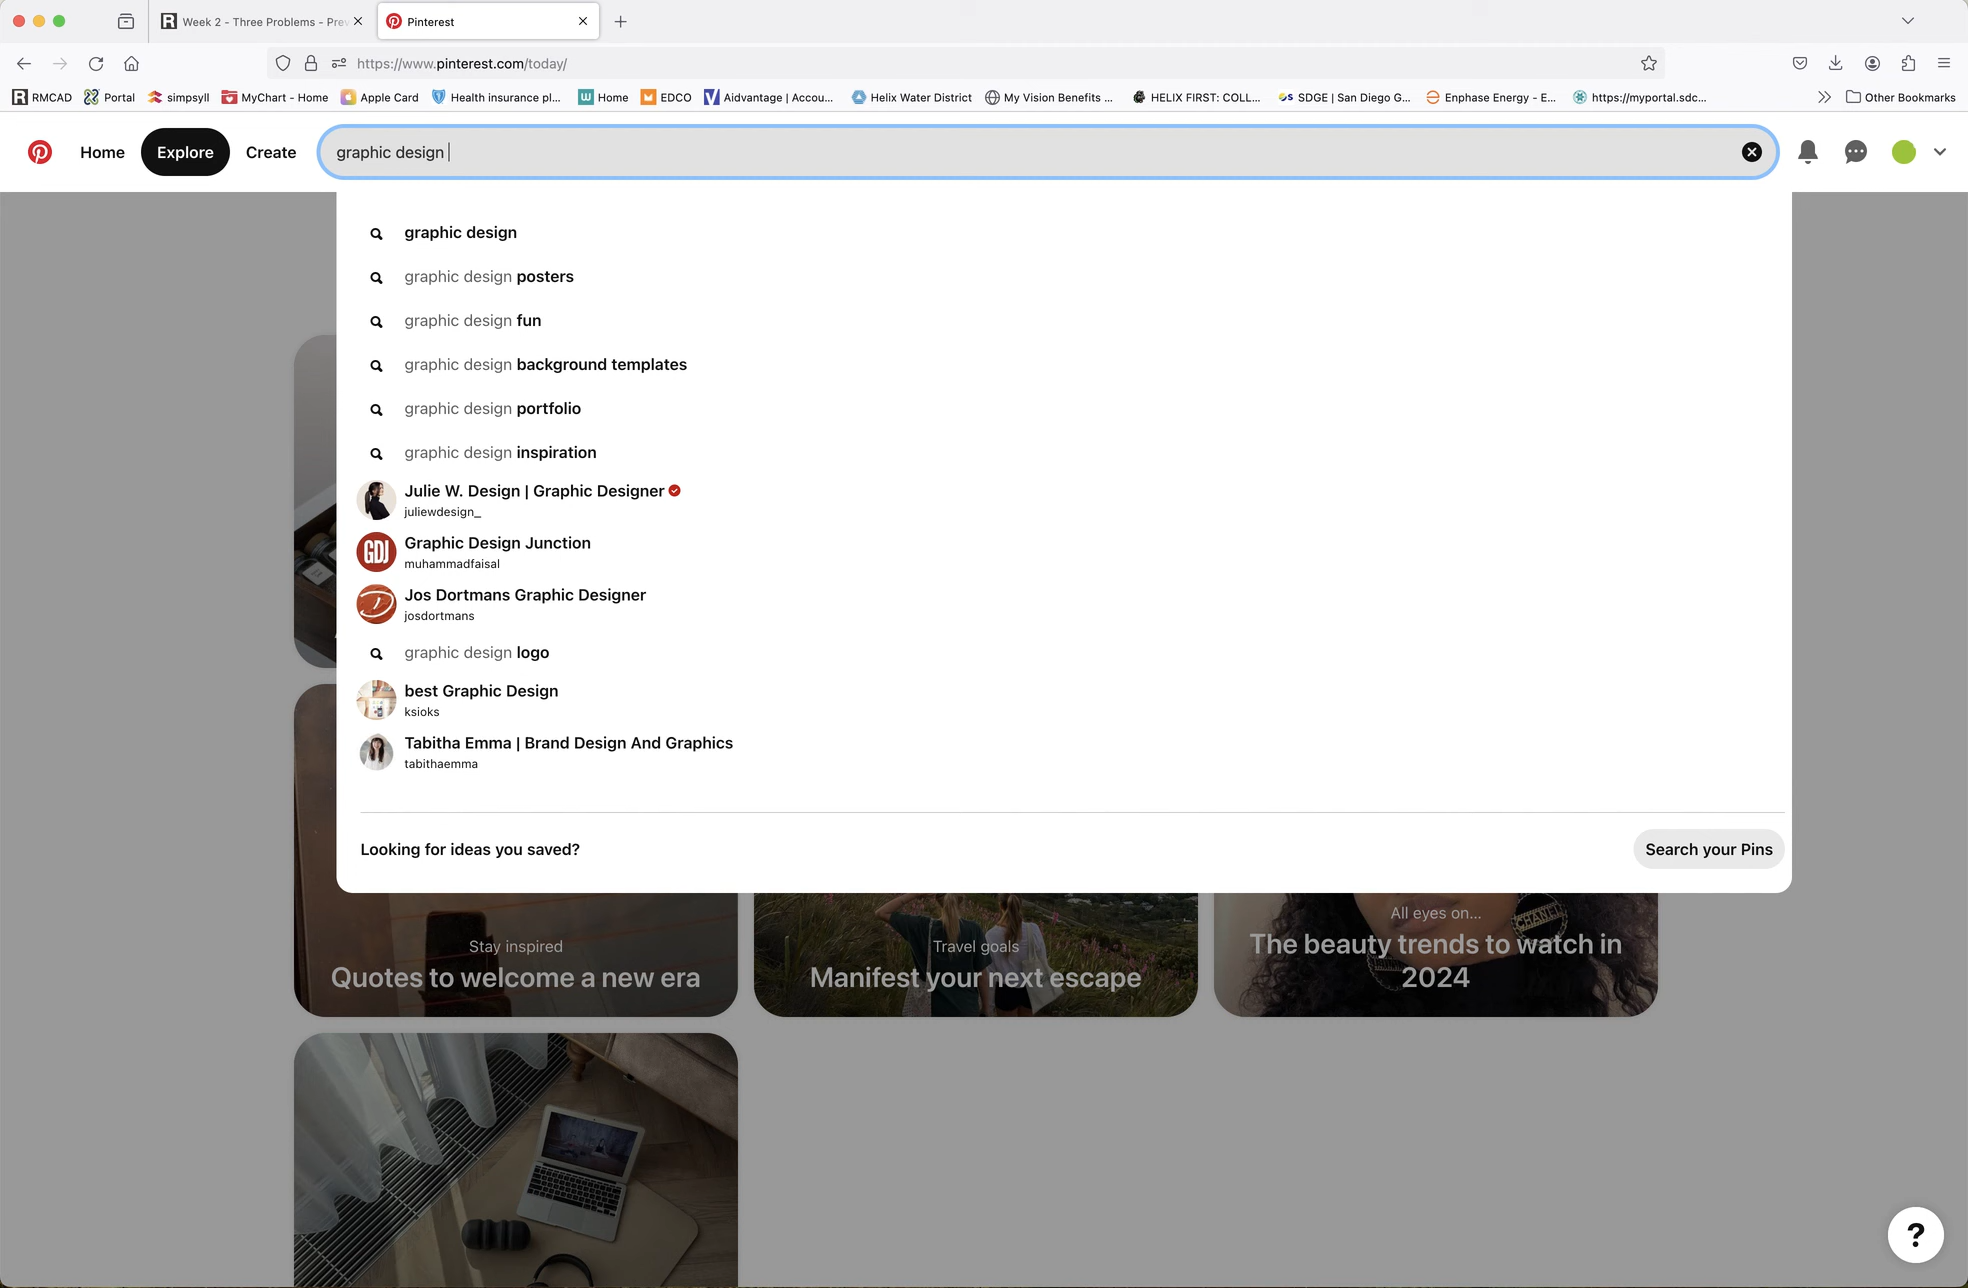 Week 2 - Three Problems - Prev
Pinterest
https://www.pinterest.com/today/
RMCAD
Portal
simpsyll
MyChart - Home
Apple Card
Health insurance pl...
Home
EDCO
Aidvantage | Accou...
Helix Water District
My Vision Benefits ...
HELIX FIRST: COLL...
SDGE | San Diego G...
Enphase Energy - E...
https://myportal.sdc...
Other Bookmarks
Home
Explore
Create
graphic design
graphic design
graphic design posters
graphic design fun
graphic design background templates
graphic design portfolio
graphic design inspiration
Julie W. Design | Graphic Designer
juliewdesign_
GDJ
Graphic Design Junction
muhammadfaisal
Jos Dortmans Graphic Designer
josdortmans
graphic design logo
best Graphic Design
ksioks
Tabitha Emma | Brand Design And Graphics
tabithaemma
Looking for ideas you saved?
Search your Pins
Stay inspired
Quotes to welcome a new era
Travel goals
Manifest your next escape
All eyes on...
CHANEL
The beauty trends to watch in
2024
?